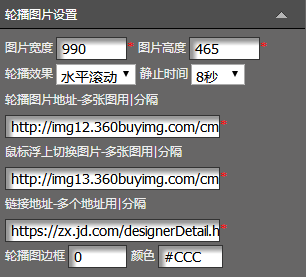 轮播图片设置
图片宽度 990 * 图片高度 465 *
轮播效果 水平滚动 静止时间 8秒
轮播图片地址-多张图用|分隔
http://img12.360buyimg.com/cm *
鼠标浮上切换图片-多张图用|分隔
http://img13.360buyimg.com/cm *
链接地址-多个地址用|分隔
https://zx.jd.com/designerDetail.h *
轮播图边框 0 颜色 #CCC